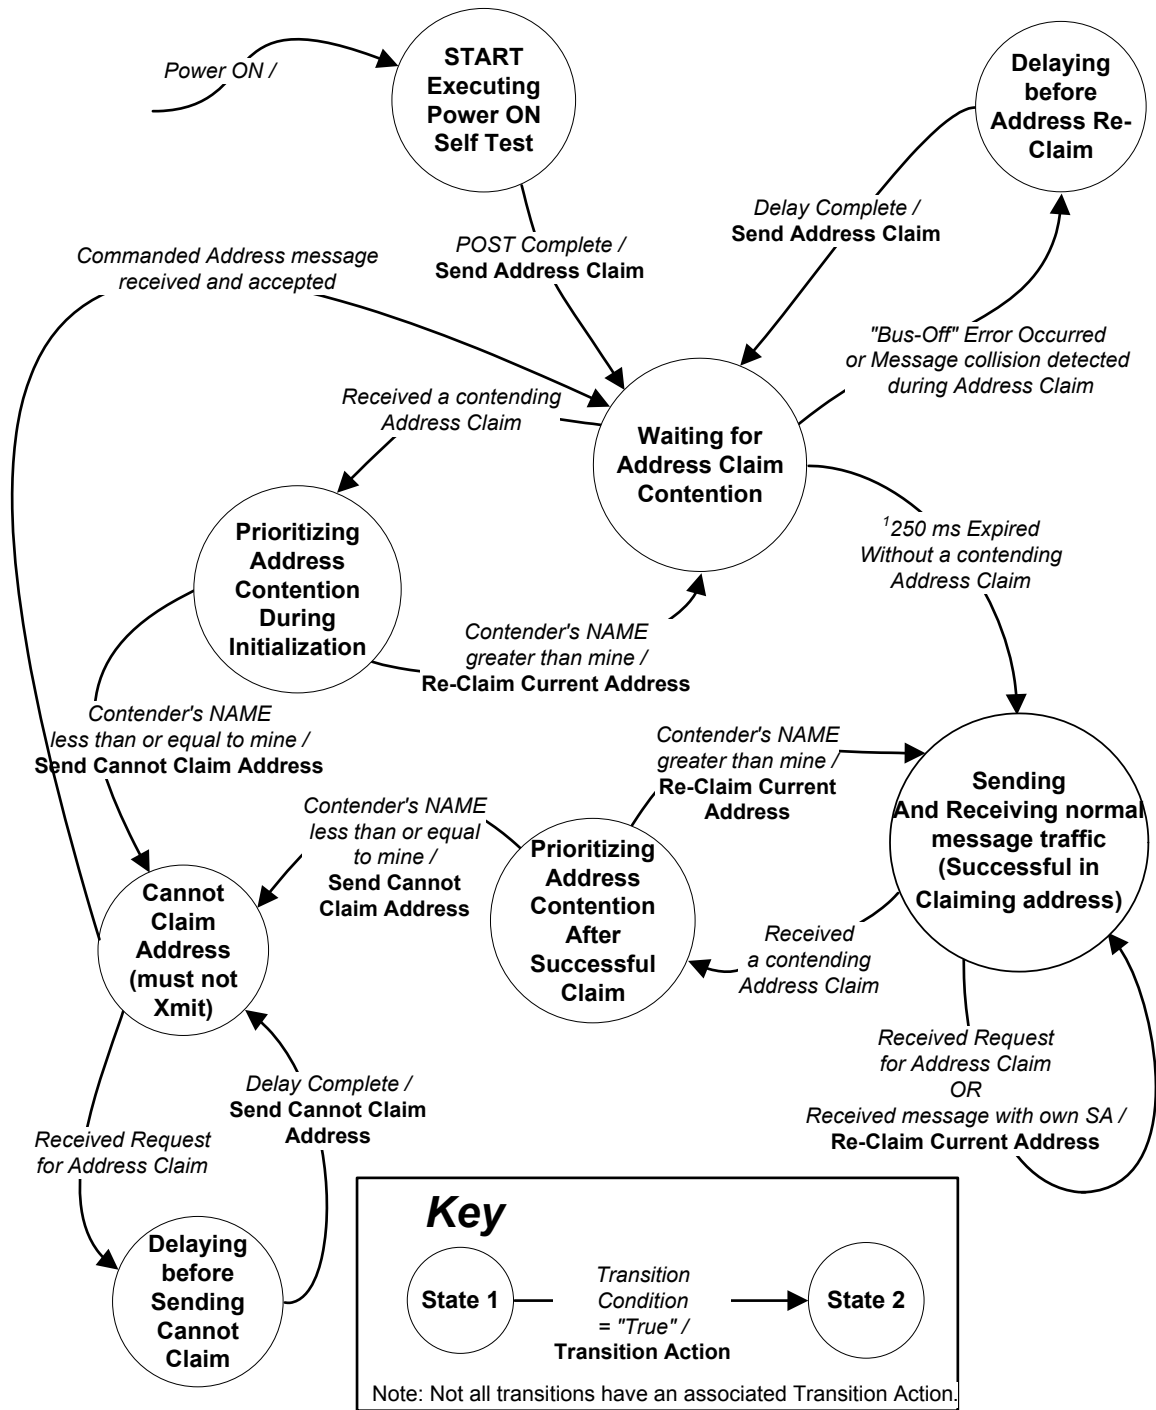 Power ON /
START
Executing
Power ON
Self Test
Delaying
before
Address Re-
Claim
Delay Complete /
Send Address Claim
POST Complete /
Send Address Claim
Commanded Address message
received and accepted
"Bus-Off" Error Occurred
or Message collision detected
during Address Claim
Received a contending
Address Claim
Waiting for
Address Claim
Contention
Prioritizing
Address
Contention
During
Initialization
1250 ms Expired
Without a contending
Address Claim
Contender's NAME
greater than mine /
Re-Claim Current Address
Contender's NAME
less than or equal to mine /
Send Cannot Claim Address
Contender's NAME
greater than mine /
Re-Claim Current
Address
Sending
And Receiving normal
message traffic
(Successful in
Claiming address)
Contender's NAME
less than or equal
to mine /
Send Cannot
Claim Address
Prioritizing
Address
Contention
After
Successful
Claim
Cannot
Claim
Address
(must not
Xmit)
Received
a contending
Address Claim
Received Request
for Address Claim
OR
Received message with own SA /
Re-Claim Current Address
Delay Complete /
Send Cannot Claim
Address
Received Request
for Address Claim
Delaying
before
Sending
Cannot
Claim
Key
State 1
Transition
Condition
= "True" /
Transition Action
State 2
Note: Not all transitions have an associated Transition Action.